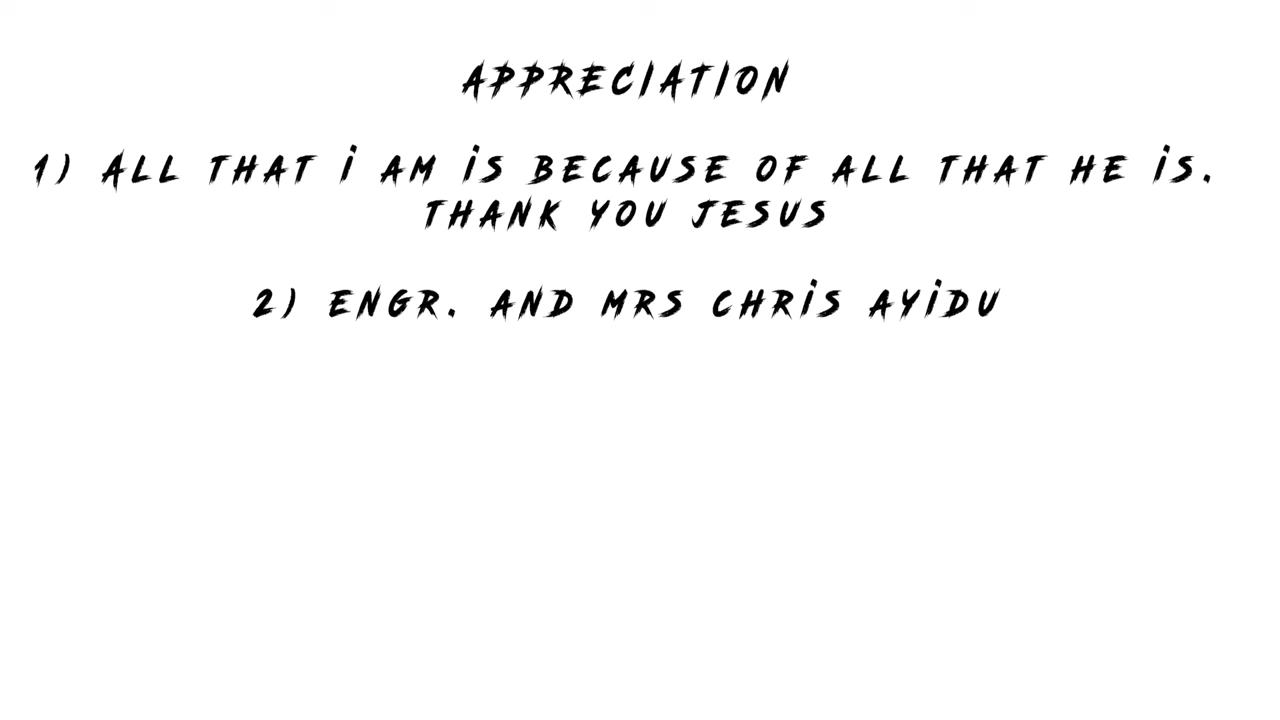 APPRECIATION
1) ALL THAT I AM IS BECAUSE OF ALL THAT HE IS.
THANK YOU JESUS
2) ENGR. AND MRS CHRIS AYIDU